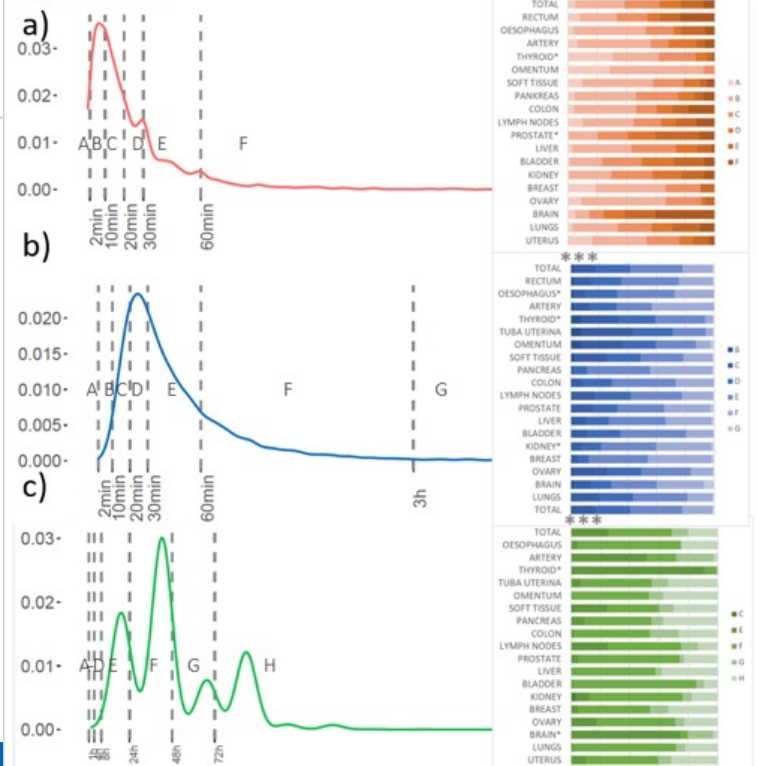 a)
0.03-
0.02-
0.01-
0.00-
A B C D E F
2min
10min
20min
30min
60min
TOTAL
RECTUM
OESOPHAGUS
ARTERY
THYROID*
OMENTUM
SOFT TISSUE
PANKREAS
COLON
LYMPH NODES
PROSTATE*
LIVER
BLADDER
KIDNEY
BREAST
OVARY
BRAIN
LUNGS
UTERUS
A
B
C
D
E
F
b)
0.020-
0.015-
0.010-
0.005-
0.000-
A B C D E F G
2min
10min
20min
30min
60min
3h
***
TOTAL
RECTUM
OESOPHAGUS*
ARTERY
THYROID*
TUBA UTERINA
OMENTUM
SOFT TISSUE
PANCREAS
COLON
LYMPH NODES
PROSTATE
LIVER
BLADDER
KIDNEY*
BREAST
OVARY
BRAIN
LUNGS
TOTAL
B
C
D
E
F
G
c)
0.03-
0.02-
0.01-
0.00-
A D E F G H
24h
48h
72h
***
TOTAL
OESOPHAGUS
ARTERY
THYROID*
TUBA UTERINA
OMENTUM
SOFT TISSUE
PANCREAS
COLON
LYMPH NODES
PROSTATE
LIVER
BLADDER
KIDNEY
BREAST
OVARY
BRAIN*
LUNGS
UTERUS
C
E
F
G
H